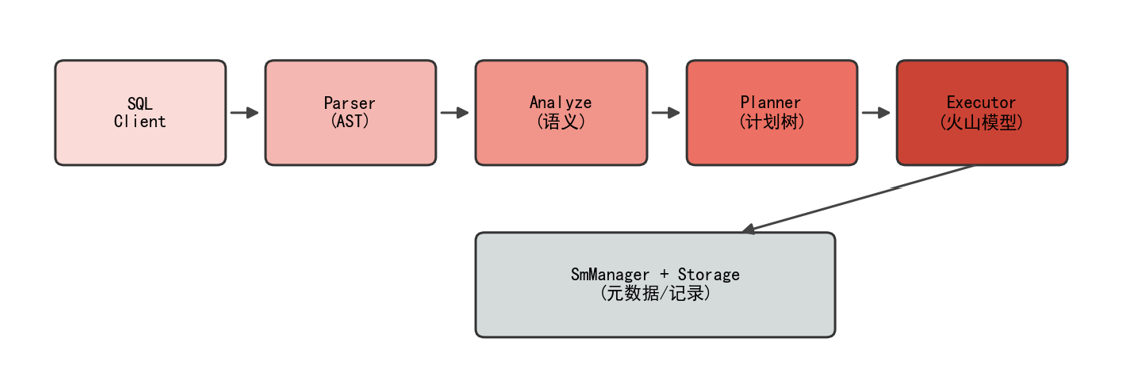 SQL
Client
Parser
(AST)
Analyze
(语义)
Planner
(计划树)
Executor
(火山模型)
SmManager + Storage
(元数据/记录)